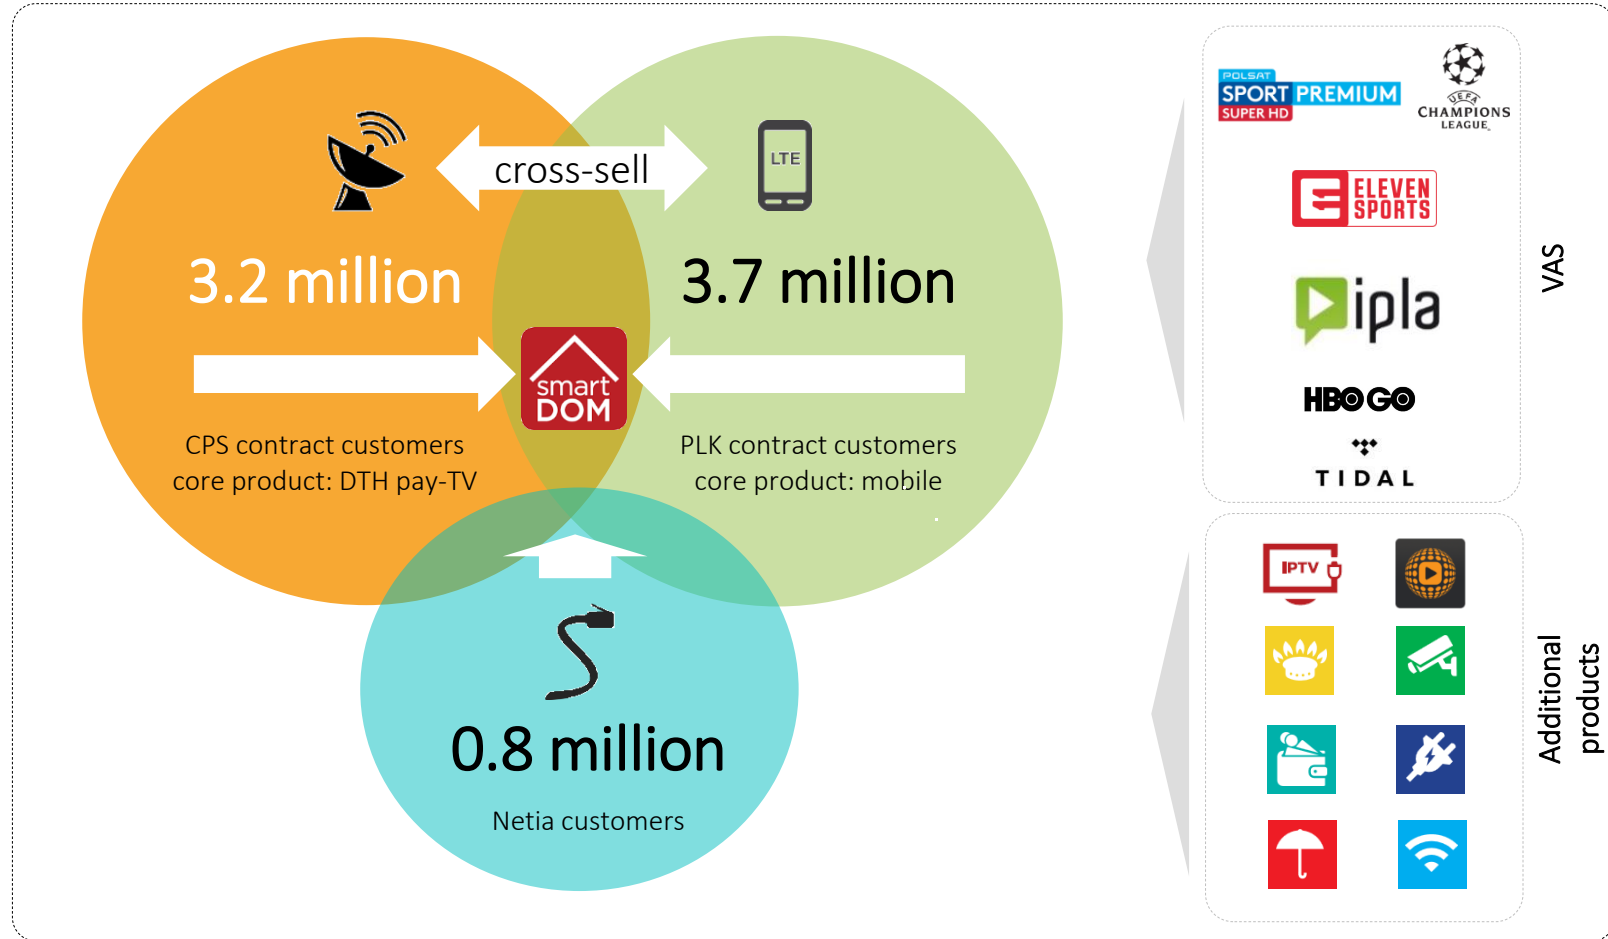 cross-sell
LTE
3.2 million
3.7 million
smart
DOM
CPS contract customers
core product: DTH pay-TV
PLK contract customers
core product: mobile
0.8 million
Netia customers
POLSAT
SPORT PREMIUM
SUPER HD
UEFA
CHAMPIONS
LEAGUE
11 ELEVEN
SPORTS
ipla
HBO GO
TIDAL
VAS
IPTV
Additional
products